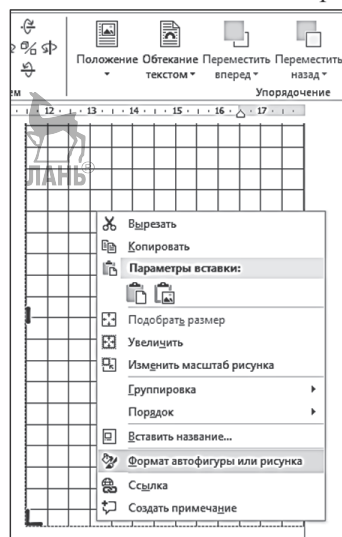 Положение Обтекание Переместить Переместить
текстом вперед назад
ем Упорядочение
12 13 14 15 16 17
ЛАНЬ®
Вырезать
Копировать
Параметры вставки:
Подобрать размер
Увеличить
Изменить масштаб рисунка
Группировка
Порядок
Вставить название...
Формат автофигуры или рисунка
Ссылка
Создать примечание